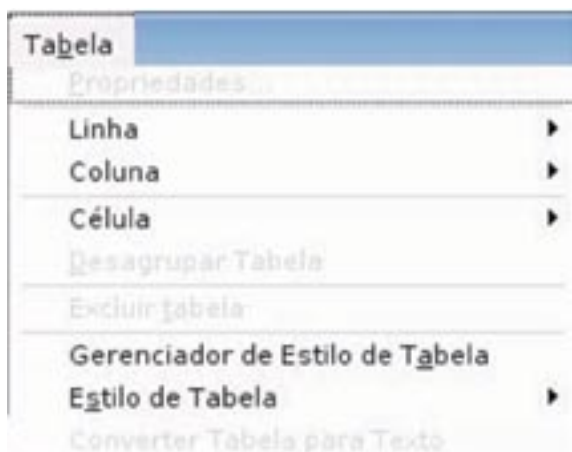 Tabela
Propriedades...
Linha
Coluna
Célula
Desagrupar Tabela
Excluir tabela
Gerenciador de Estilo de Tabela
Estilo de Tabela
Converter Tabela para Texto